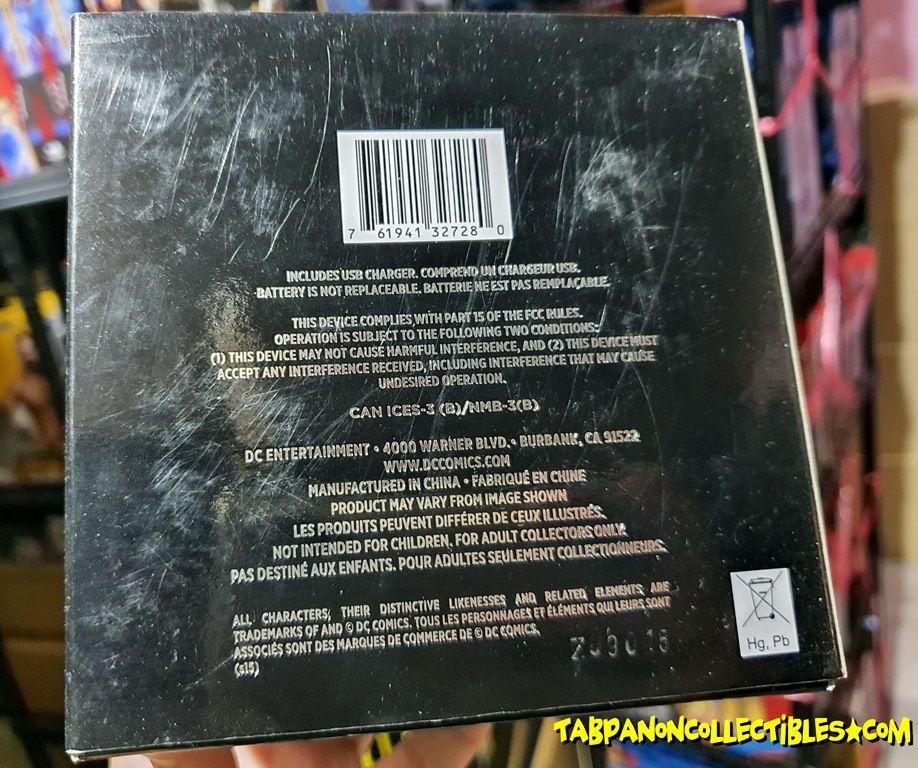 7 61941 32728 0
INCLUDES USB CHARGER. COMPREND UN CHARGEUR USB.
BATTERY IS NOT REPLACEABLE. BATTERIE NE EST PAS REMPLAÇABLE.
THIS DEVICE COMPLIES WITH PART 15 OF THE FCC RULES.
OPERATION IS SUBJECT TO THE FOLLOWING TWO CONDITIONS:
(1) THIS DEVICE MAY NOT CAUSE HARMFUL INTERFERENCE, AND (2) THIS DEVICE MUST
ACCEPT ANY INTERFERENCE RECEIVED, INCLUDING INTERFERENCE THAT MAY CAUSE
UNDESIRED OPERATION.
CAN ICES-3 (B)/NMB-3(B)
DC ENTERTAINMENT • 4000 WARNER BLVD. • BURBANK, CA 91522
WWW.DCCOMICS.COM
MANUFACTURED IN CHINA • FABRIQUÉ EN CHINE
PRODUCT MAY VARY FROM IMAGE SHOWN
LES PRODUITS PEUVENT DIFFÉRER DE CEUX ILLUSTRÉS.
NOT INTENDED FOR CHILDREN, FOR ADULT COLLECTORS ONLY.
PAS DESTINÉ AUX ENFANTS. POUR ADULTES SEULEMENT COLLECTIONNEURS.
ALL CHARACTERS, THEIR DISTINCTIVE LIKENESSES AND RELATED ELEMENTS ARE
TRADEMARKS OF AND © DC COMICS. TOUS LES PERSONNAGES ET ÉLÉMENTS QUI LEURS SONT
ASSOCIÉS SONT DES MARQUES DE COMMERCE DE © DC COMICS.
(s15)
Hg, Pb
TABPANONCOLLECTIBLES★COM